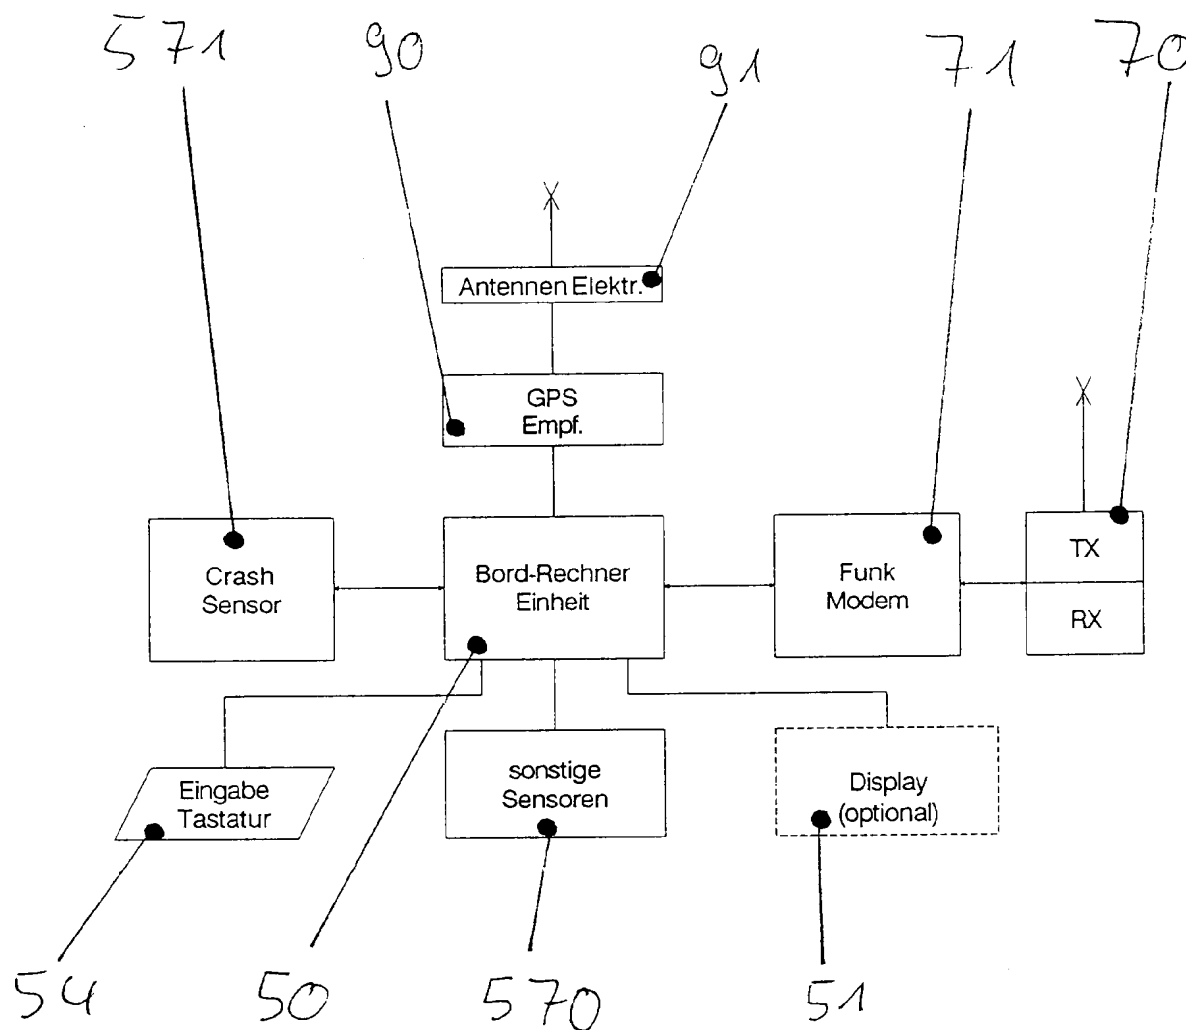 571
90
91
71
70
Antennen Elektr.
GPS
Empf.
Crash
Sensor
Bord-Rechner
Einheit
Funk
Modem
TX
RX
Eingabe
Tastatur
sonstige
Sensoren
Display
(optional)
54
50
570
51